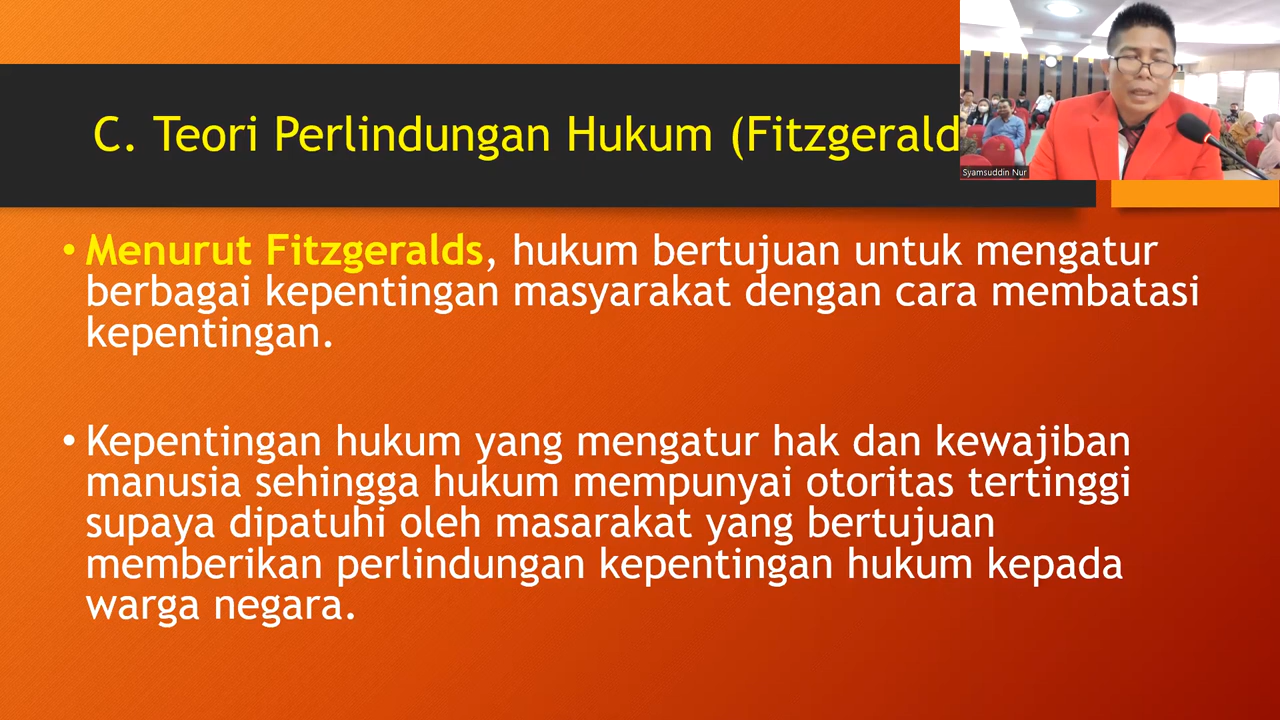 C. Teori Perlindungan Hukum (Fitzgerald
Syamsuddin Nur
• Menurut Fitzgeralds, hukum bertujuan untuk mengatur
berbagai kepentingan masyarakat dengan cara membatasi
kepentingan.
• Kepentingan hukum yang mengatur hak dan kewajiban
manusia sehingga hukum mempunyai otoritas tertinggi
supaya dipatuhi oleh masarakat yang bertujuan
memberikan perlindungan kepentingan hukum kepada
warga negara.